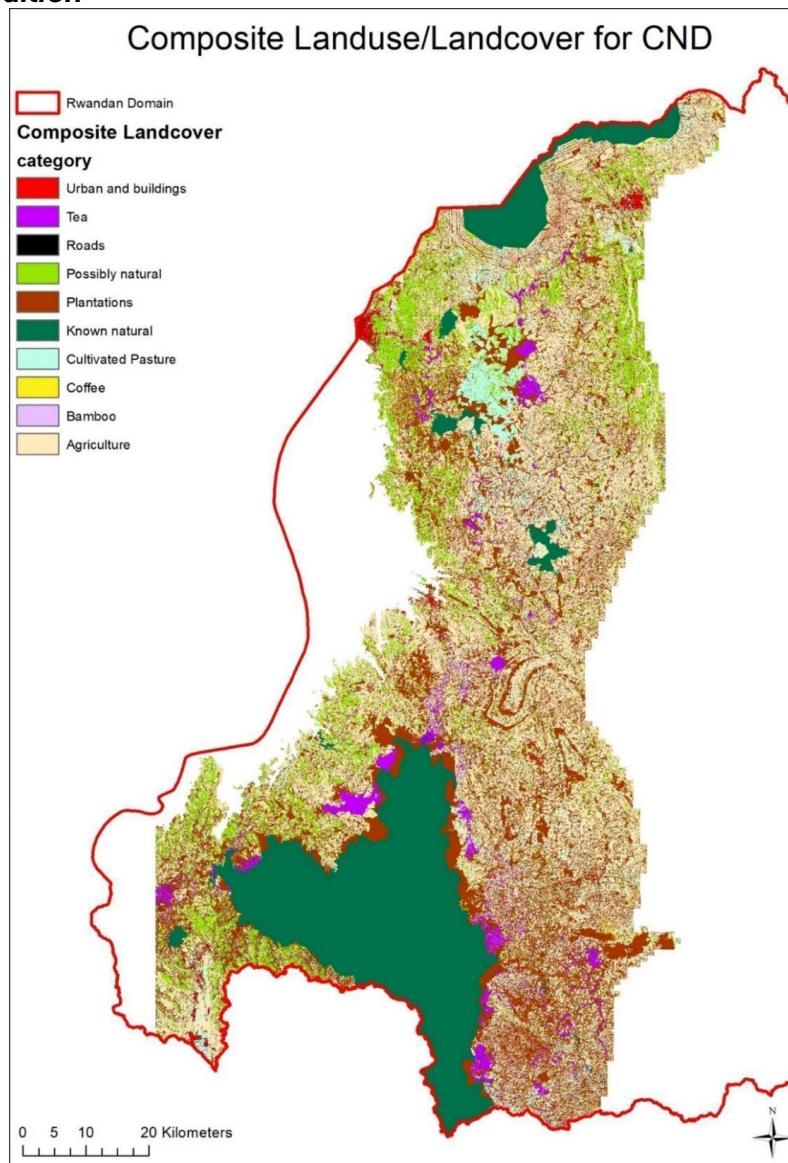 Composite Landuse/Landcover for CND
Rwandan Domain
Composite Landcover
category
Urban and buildings
Tea
Roads
Possibly natural
Plantations
Known natural
Cultivated Pasture
Coffee
Bamboo
Agriculture
0 5 10 20 Kilometers
N